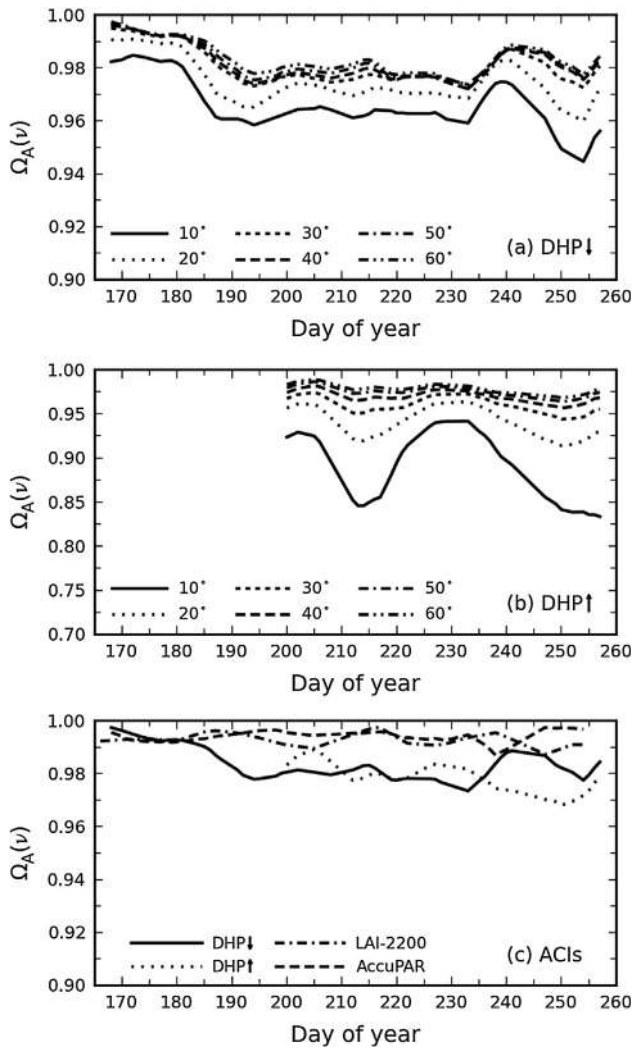 1.00
0.98
0.96
0.94
0.92
0.90
Ω_A(ν)
10° 30° 50°
20° 40° 60°
(a) DHP↓
170 180 190 200 210 220 230 240 250 260
Day of year
1.00
0.95
0.90
0.85
0.80
0.75
0.70
Ω_A(ν)
10° 30° 50°
20° 40° 60°
(b) DHP↑
170 180 190 200 210 220 230 240 250 260
Day of year
1.00
0.98
0.96
0.94
0.92
0.90
Ω_A(ν)
DHP↓ LAI-2200
DHP↑ AccuPAR
(c) ACIs
170 180 190 200 210 220 230 240 250 260
Day of year